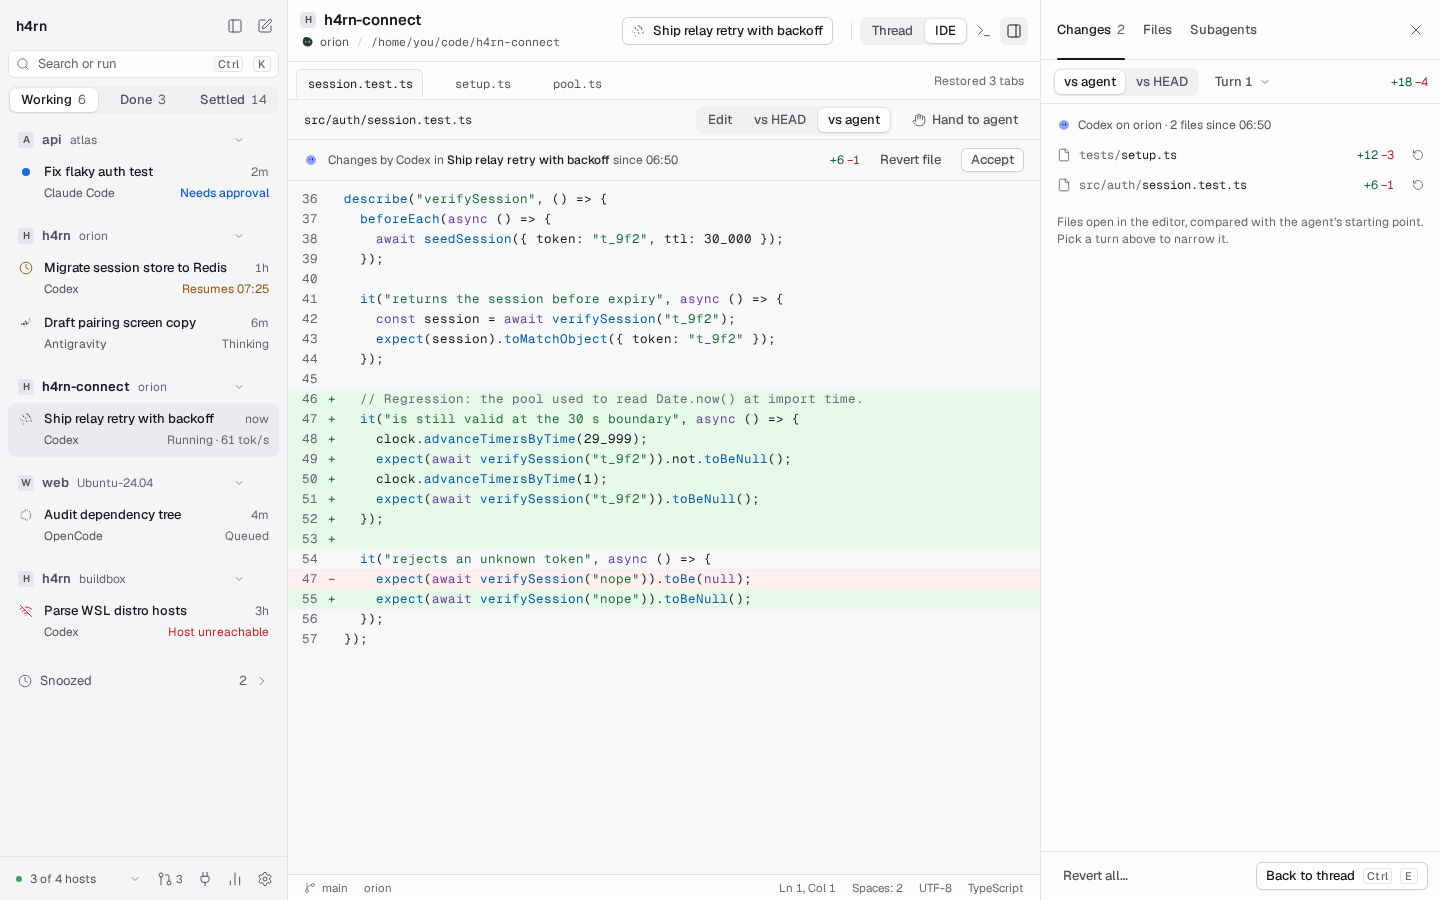 h4rn
Search or run Ctrl K
Working 6 Done 3 Settled 14
A api atlas
Fix flaky auth test 2m
Claude Code Needs approval
H h4rn orion
Migrate session store to Redis 1h
Codex Resumes 07:25
Draft pairing screen copy 6m
Antigravity Thinking
H h4rn-connect orion
Ship relay retry with backoff now
Codex Running · 61 tok/s
W web Ubuntu-24.04
Audit dependency tree 4m
OpenCode Queued
H h4rn buildbox
Parse WSL distro hosts 3h
Codex Host unreachable
Snoozed 2
3 of 4 hosts 3
H h4rn-connect
orion / /home/you/code/h4rn-connect
Ship relay retry with backoff Thread IDE
session.test.ts setup.ts pool.ts Restored 3 tabs
src/auth/session.test.ts Edit vs HEAD vs agent Hand to agent
Changes by Codex in Ship relay retry with backoff since 06:50 +6 −1 Revert file Accept
36 describe("verifySession", () => {
37 beforeEach(async () => {
38 await seedSession({ token: "t_9f2", ttl: 30_000 });
39 });
40
41 it("returns the session before expiry", async () => {
42 const session = await verifySession("t_9f2");
43 expect(session).toMatchObject({ token: "t_9f2" });
44 });
45
46 + // Regression: the pool used to read Date.now() at import time.
47 + it("is still valid at the 30 s boundary", async () => {
48 + clock.advanceTimersByTime(29_999);
49 + expect(await verifySession("t_9f2")).not.toBeNull();
50 + clock.advanceTimersByTime(1);
51 + expect(await verifySession("t_9f2")).toBeNull();
52 + });
53 +
54 it("rejects an unknown token", async () => {
47 − expect(await verifySession("nope")).toBe(null);
55 + expect(await verifySession("nope")).toBeNull();
56 });
57 });
main orion Ln 1, Col 1 Spaces: 2 UTF-8 TypeScript
Changes 2 Files Subagents
vs agent vs HEAD Turn 1 +18 −4
Codex on orion · 2 files since 06:50
tests/setup.ts +12 −3
src/auth/session.test.ts +6 −1
Files open in the editor, compared with the agent's starting point.
Pick a turn above to narrow it.
Revert all… Back to thread Ctrl E